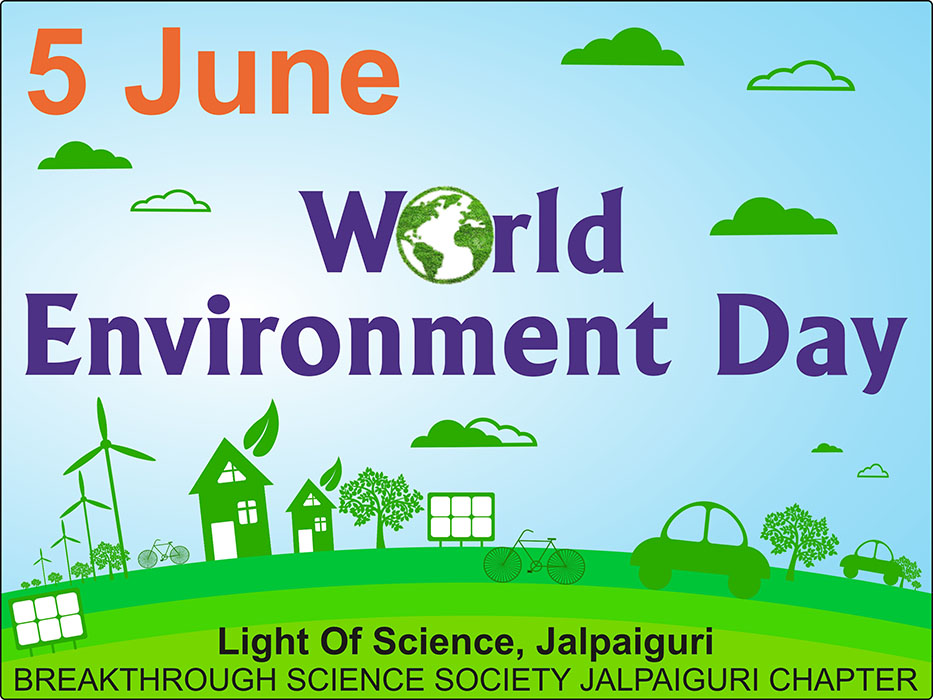 5 June
World
Environment Day
Light Of Science, Jalpaiguri
BREAKTHROUGH SCIENCE SOCIETY JALPAIGURI CHAPTER